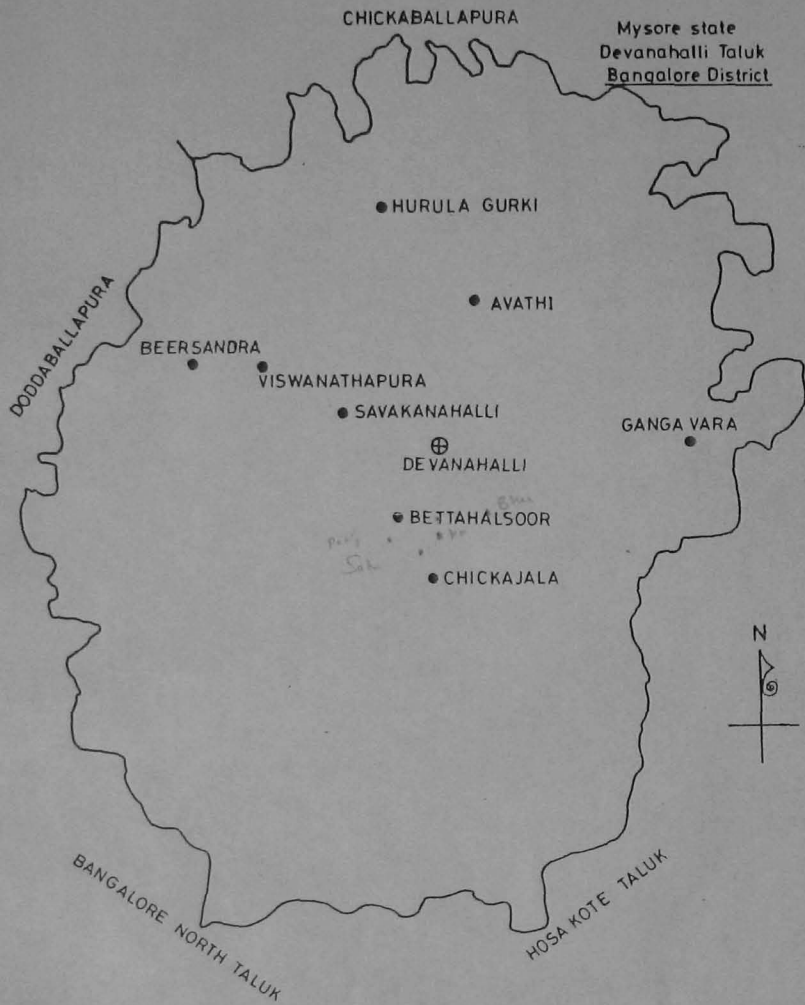 CHICKABALLAPURA
Mysore state
Devanahalli Taluk
Bangalore District
HURULA GURKI
AVATHI
DODDABALLAPURA
BEERSANDRA
VISWANATHAPURA
SAVAKANAHALLI
GANGA VARA
DEVANAHALLI
BETTAHALSOOR
CHICKAJALA
N
BANGALORE NORTH TALUK
HOSA KOTE TALUK